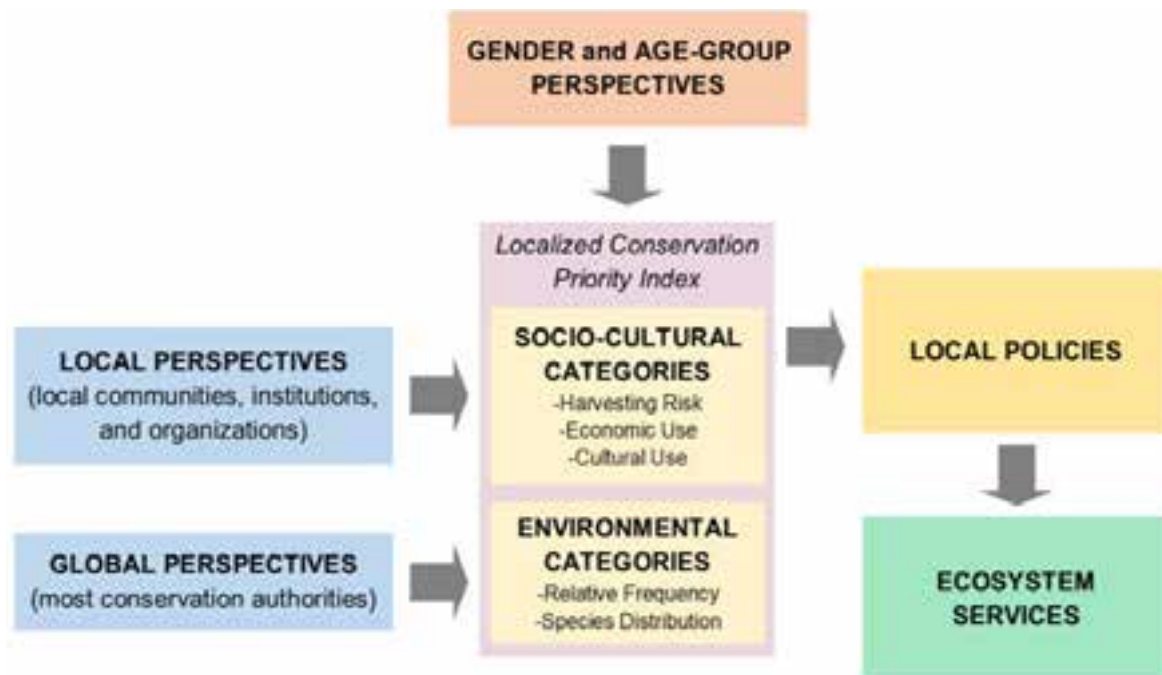 GENDER and AGE-GROUP
PERSPECTIVES
Localized Conservation
Priority Index
LOCAL PERSPECTIVES
(local communities, institutions,
and organizations)
SOCIO-CULTURAL
CATEGORIES
-Harvesting Risk
-Economic Use
-Cultural Use
GLOBAL PERSPECTIVES
(most conservation authorities)
ENVIRONMENTAL
CATEGORIES
-Relative Frequency
-Species Distribution
LOCAL POLICIES
ECOSYSTEM
SERVICES